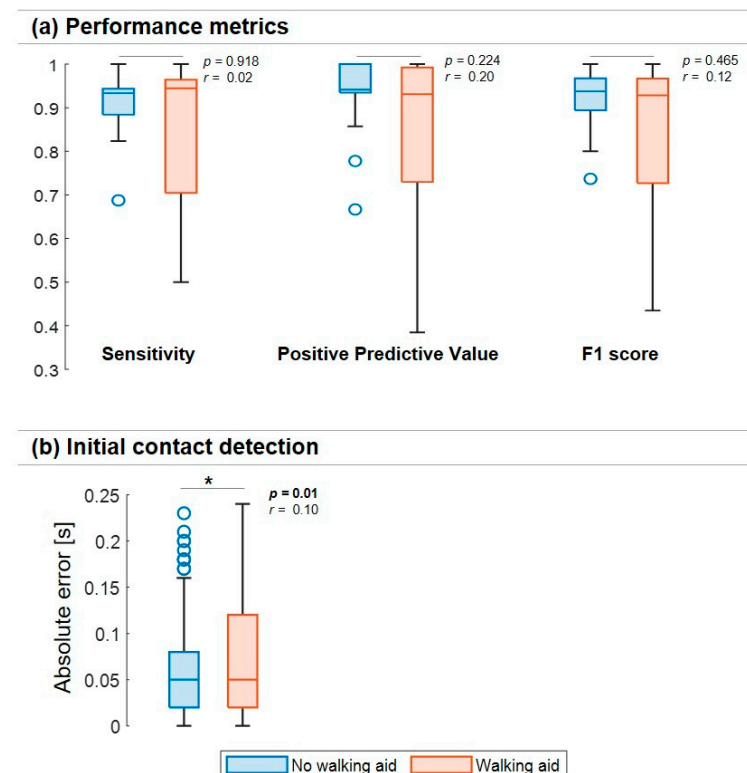 (a) Performance metrics
p = 0.918
r = 0.02
p = 0.224
r = 0.20
p = 0.465
r = 0.12
1
0.9
0.8
0.7
0.6
0.5
0.4
0.3
Sensitivity
Positive Predictive Value
F1 score
(b) Initial contact detection
*
p = 0.01
r = 0.10
Absolute error [s]
0.25
0.2
0.15
0.1
0.05
0
No walking aid
Walking aid